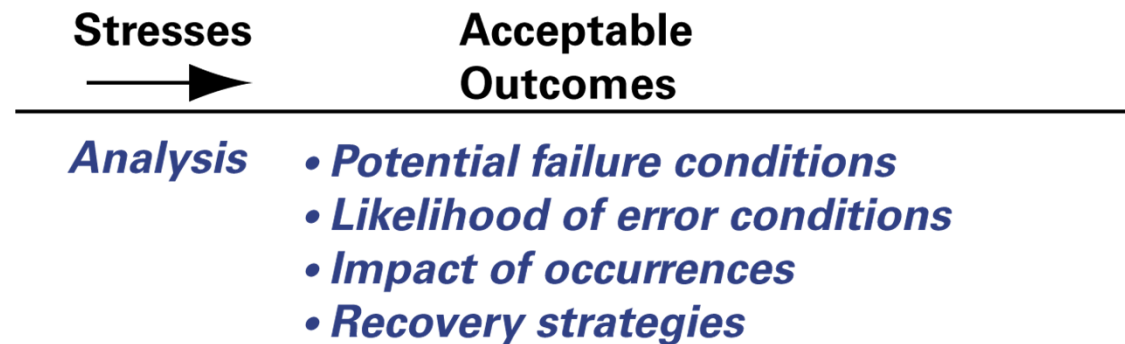 Stresses Acceptable
Outcomes
Analysis • Potential failure conditions
• Likelihood of error conditions
• Impact of occurrences
• Recovery strategies